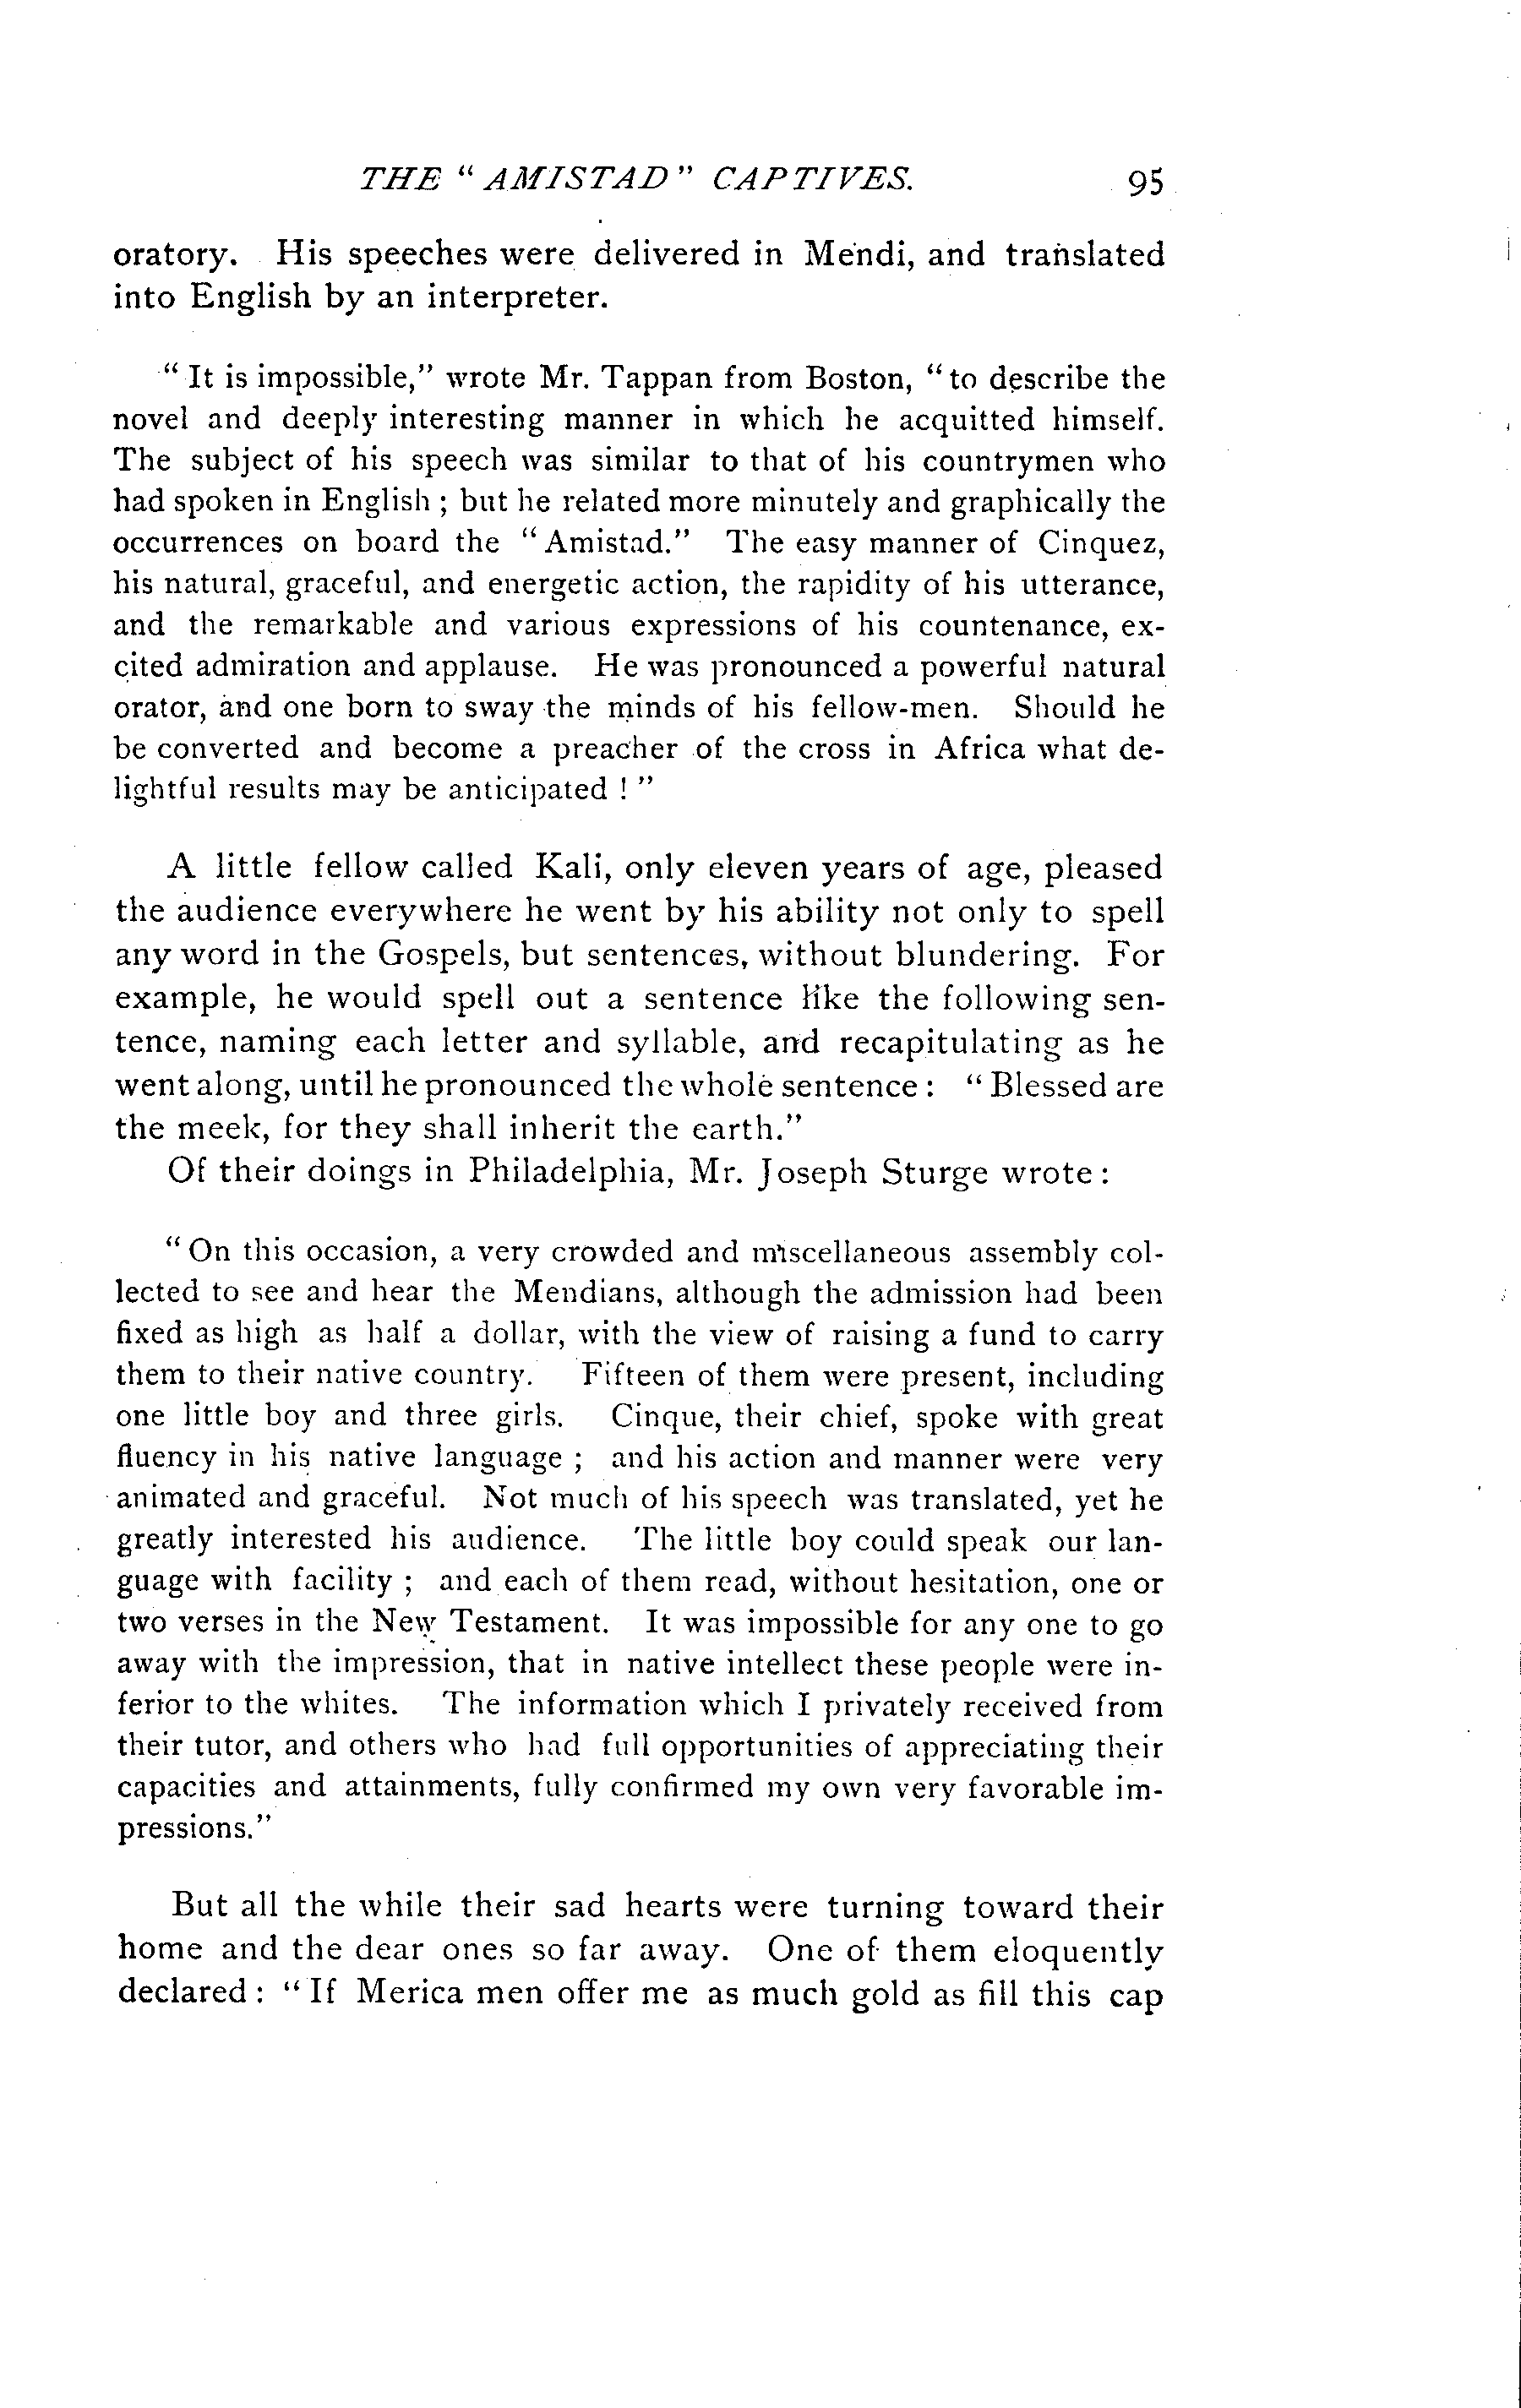 THE " AMISTAD " CAPTIVES. 95
oratory. His speeches were delivered in Mendi, and translated
into English by an interpreter.
" It is impossible," wrote Mr. Tappan from Boston, " to describe the
novel and deeply interesting manner in which he acquitted himself.
The subject of his speech was similar to that of his countrymen who
had spoken in English ; but he related more minutely and graphically the
occurrences on board the " Amistad." The easy manner of Cinquez,
his natural, graceful, and energetic action, the rapidity of his utterance,
and the remarkable and various expressions of his countenance, ex-
cited admiration and applause. He was pronounced a powerful natural
orator, and one born to sway the minds of his fellow-men. Should he
be converted and become a preacher of the cross in Africa what de-
lightful results may be anticipated ! "
A little fellow called Kali, only eleven years of age, pleased
the audience everywhere he went by his ability not only to spell
any word in the Gospels, but sentences, without blundering. For
example, he would spell out a sentence like the following sen-
tence, naming each letter and syllable, and recapitulating as he
went along, until he pronounced the whole sentence : " Blessed are
the meek, for they shall inherit the earth."
Of their doings in Philadelphia, Mr. Joseph Sturge wrote :
" On this occasion, a very crowded and miscellaneous assembly col-
lected to see and hear the Mendians, although the admission had been
fixed as high as half a dollar, with the view of raising a fund to carry
them to their native country. Fifteen of them were present, including
one little boy and three girls. Cinque, their chief, spoke with great
fluency in his native language ; and his action and manner were very
animated and graceful. Not much of his speech was translated, yet he
greatly interested his audience. The little boy could speak our lan-
guage with facility ; and each of them read, without hesitation, one or
two verses in the New Testament. It was impossible for any one to go
away with the impression, that in native intellect these people were in-
ferior to the whites. The information which I privately received from
their tutor, and others who had full opportunities of appreciating their
capacities and attainments, fully confirmed my own very favorable im-
pressions."
But all the while their sad hearts were turning toward their
home and the dear ones so far away. One of them eloquently
declared : " If Merica men offer me as much gold as fill this cap